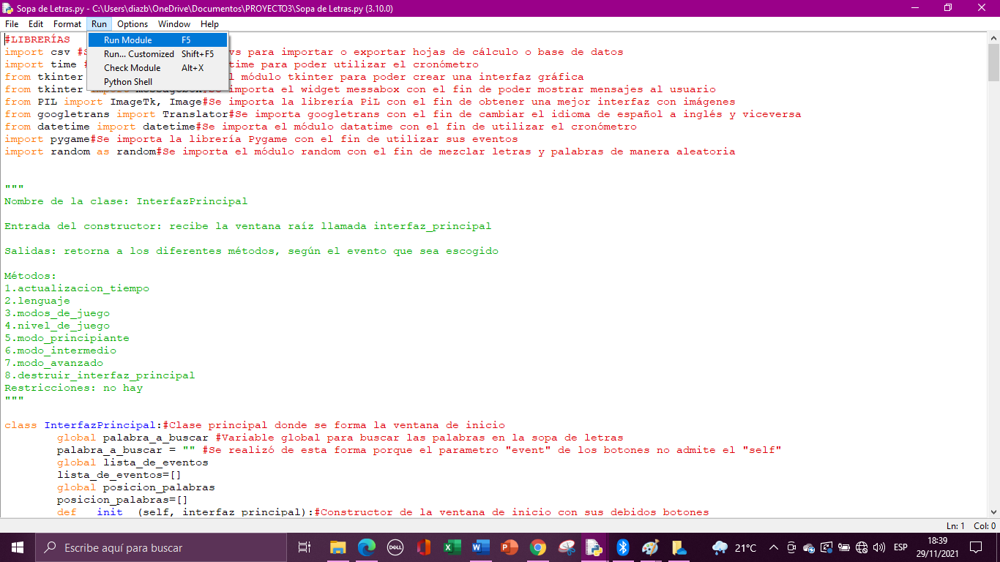 Sopa de Letras.py - C:\Users\diazb\OneDrive\Documentos\PROYECTO3\Sopa de Letras.py (3.10.0)
File Edit Format Run Options Window Help
Run Module F5
Run... Customized Shift+F5
Check Module Alt+X
Python Shell
#LIBRERÍAS
import csv #S vs para importar o exportar hojas de cálculo o base de datos
import time # time para poder utilizar el cronómetro
from tkinter l módulo tkinter para poder crear una interfaz gráfica
from tkinter import messagebox#Se importa el widget messabox con el fin de poder mostrar mensajes al usuario
from PIL import ImageTk, Image#Se importa la librería PiL con el fin de obtener una mejor interfaz con imágenes
from googletrans import Translator#Se importa googletrans con el fin de cambiar el idioma de español a inglés y viceversa
from datetime import datetime#Se importa el módulo datatime con el fin de utilizar el cronómetro
import pygame#Se importa la librería Pygame con el fin de utilizar sus eventos
import random as random#Se importa el módulo random con el fin de mezclar letras y palabras de manera aleatoria
"""
Nombre de la clase: InterfazPrincipal
Entrada del constructor: recibe la ventana raíz llamada interfaz_principal
Salidas: retorna a los diferentes métodos, según el evento que sea escogido
Métodos:
1.actualizacion_tiempo
2.lenguaje
3.modos_de_juego
4.nivel_de_juego
5.modo_principiante
6.modo_intermedio
7.modo_avanzado
8.destruir_interfaz_principal
Restricciones: no hay
"""
class InterfazPrincipal:#Clase principal donde se forma la ventana de inicio
global palabra_a_buscar #Variable global para buscar las palabras en la sopa de letras
palabra_a_buscar = "" #Se realizó de esta forma porque el parametro "event" de los botones no admite el "self"
global lista_de_eventos
lista_de_eventos=[]
global posicion_palabras
posicion_palabras=[]
def __init__(self, interfaz_principal):#Constructor de la ventana de inicio con sus debidos botones
Ln: 1 Col: 0
Escribe aquí para buscar
DELL
21°C
ESP
18:39
29/11/2021